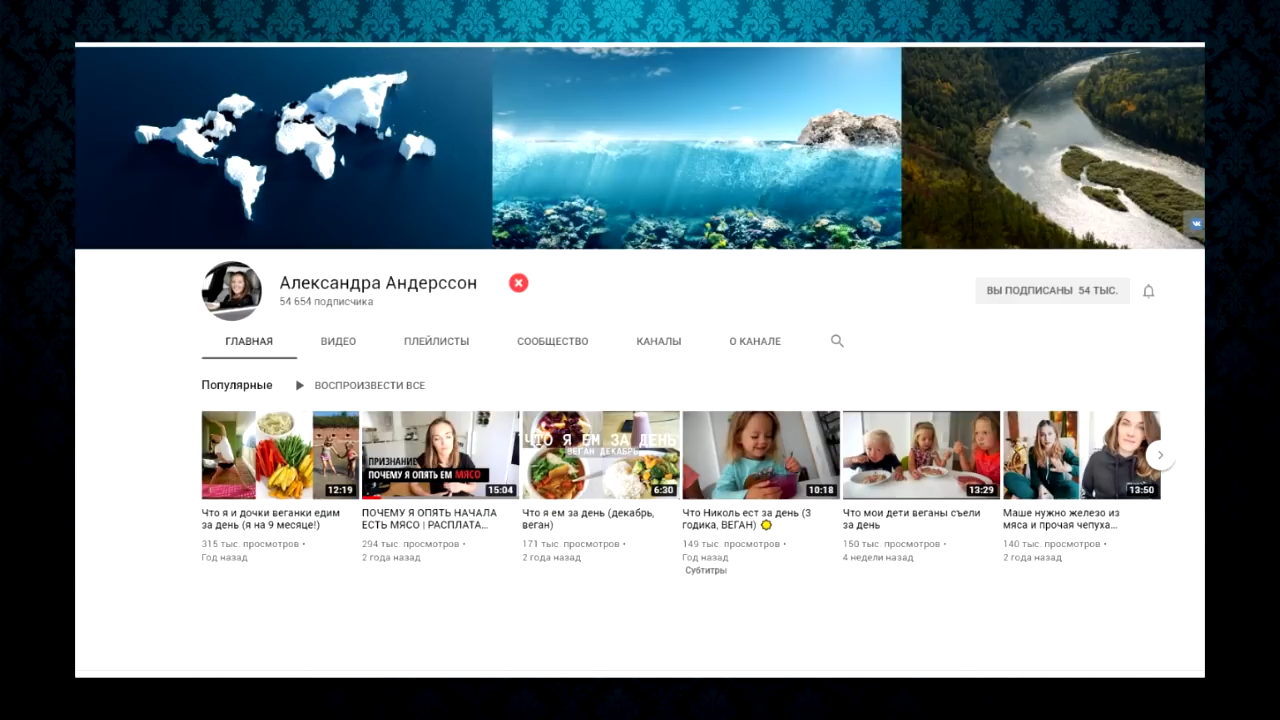 Александра Андерссон
54 654 подписчика
ВЫ ПОДПИСАНЫ 54 ТЫС.
ГЛАВНАЯ ВИДЕО ПЛЕЙЛИСТЫ СООБЩЕСТВО КАНАЛЫ О КАНАЛЕ
Популярные ВОСПРОИЗВЕСТИ ВСЕ
12:19
ПРИЗНАНИЕ
ПОЧЕМУ Я ОПЯТЬ ЕМ МЯСО
15:04
ЧТО Я ЕМ ЗА ДЕНЬ
ВЕГАН ДЕКАБРЬ
6:30
10:18
13:29
13:50
Что я и дочки веганки едим
за день (я на 9 месяце!)
315 тыс. просмотров •
Год назад
ПОЧЕМУ Я ОПЯТЬ НАЧАЛА
ЕСТЬ МЯСО | РАСПЛАТА...
294 тыс. просмотров •
2 года назад
Что я ем за день (декабрь,
веган)
171 тыс. просмотров •
2 года назад
Что Николь ест за день (3
годика, ВЕГАН)
149 тыс. просмотров •
Год назад
Субтитры
Что мои дети веганы съели
за день
150 тыс. просмотров •
4 недели назад
Маше нужно железо из
мяса и прочая чепуха...
140 тыс. просмотров •
2 года назад